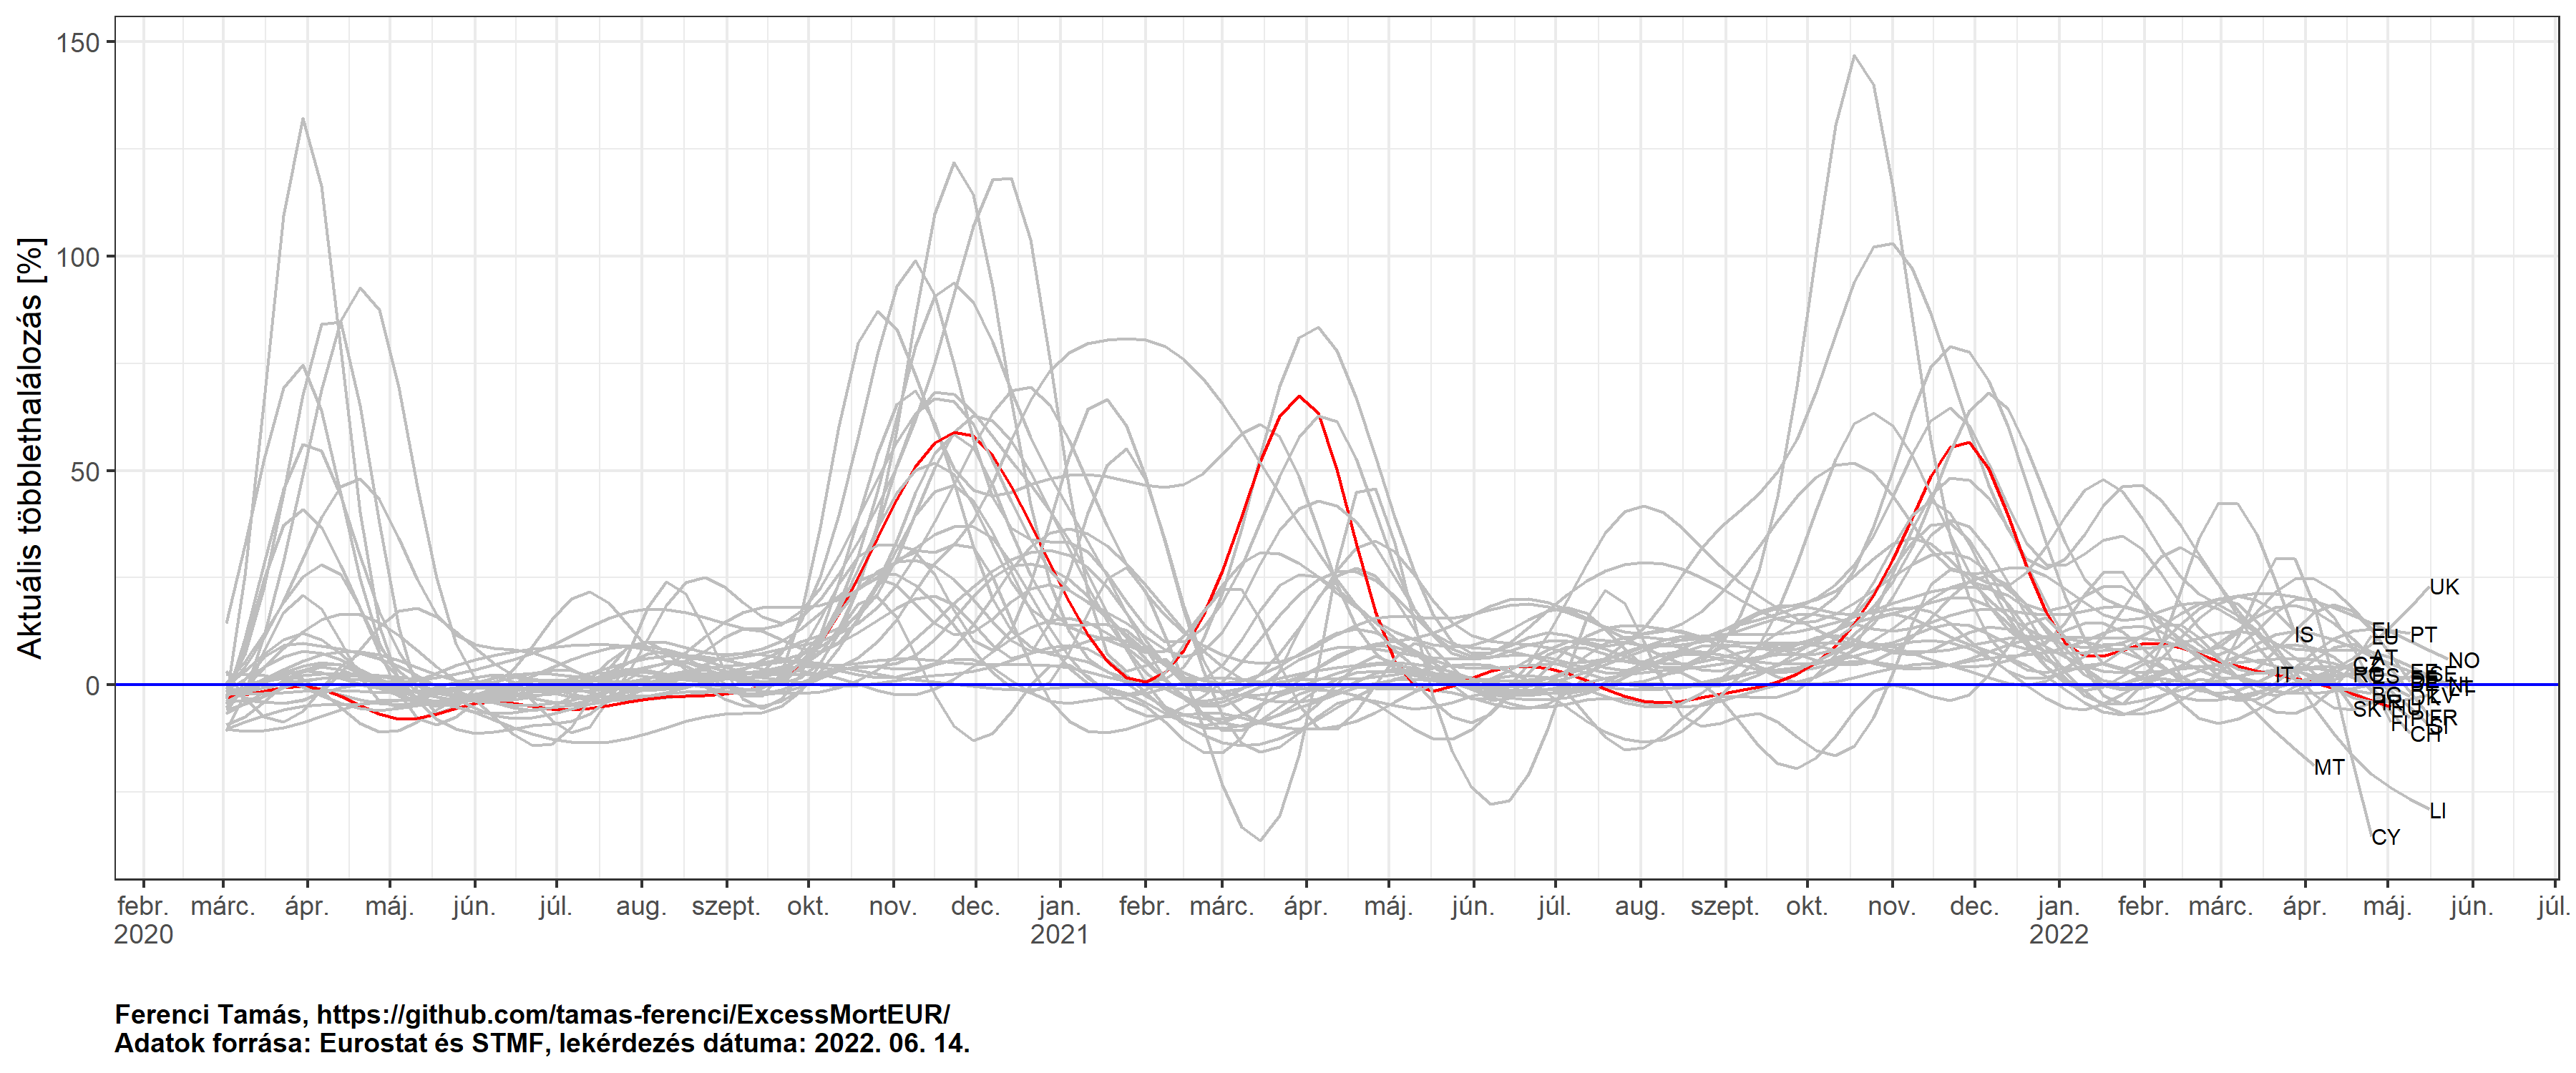 Aktuális többlethalálozás [%]
150
100
50
0
UK
EU
IS
PT
AT
NO
IT
SE
ES
SK
HU
FI
CH
MT
LI
CY
febr. márc. ápr. máj. jún. júl. aug. szept. okt. nov. dec. jan. febr. márc. ápr. máj. jún. júl. aug. szept. okt. nov. dec. jan. febr. márc. ápr. máj. jún. júl.
2020 2021 2022
Ferenci Tamás, https://github.com/tamas-ferenci/ExcessMortEUR/
Adatok forrása: Eurostat és STMF, lekérdezés dátuma: 2022. 06. 14.